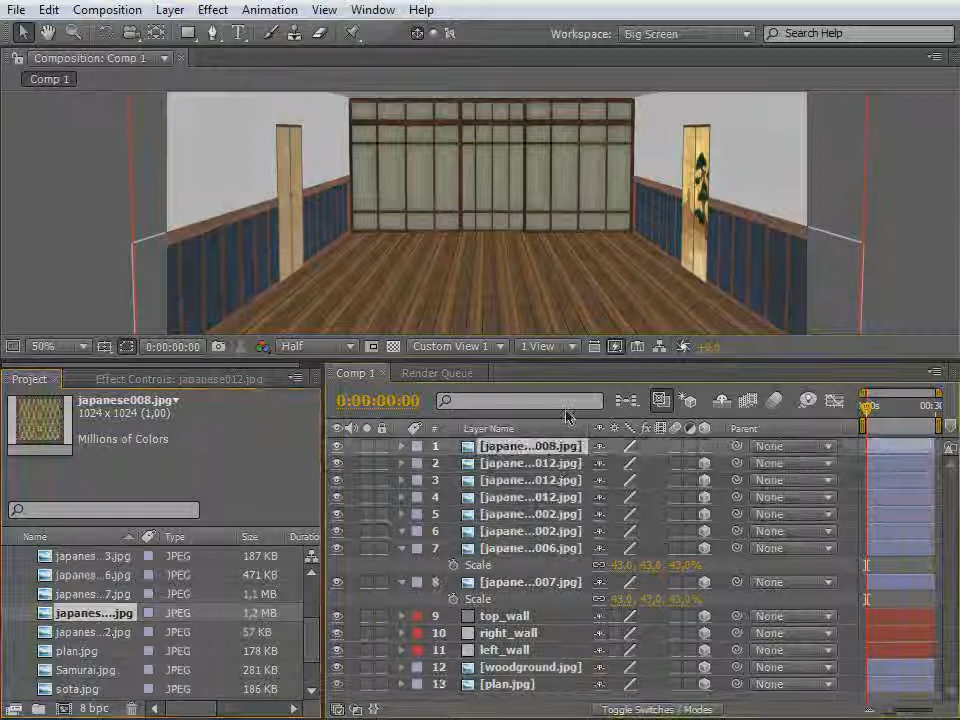 File Edit Composition Layer Effect Animation View Window Help
Workspace: Big Screen Search Help
Composition: Comp 1
Comp 1
50% 0:00:00:00 Half Custom View 1 1 View +0,0
Project Effect Controls: japanese012.jpg
Comp 1 Render Queue
japanese008.jpg
1024 x 1024 (1,00)
Millions of Colors
0:00:00:00
00:30
# Layer Name fx Parent
Name Type Size Duratio
1 [japane...008.jpg] None
2 [japane...012.jpg] None
3 [japane...012.jpg] None
4 [japane...012.jpg] None
5 [japane...002.jpg] None
6 [japane...002.jpg] None
7 [japane...006.jpg] None
Scale 43,0, 43,0, 43,0%
8 [japane...007.jpg] None
Scale 43,0, 43,0, 43,0%
9 top_wall None
10 right_wall None
11 left_wall None
12 [woodground.jpg] None
13 [plan.jpg] None
japanes...3.jpg JPEG 187 KB
japanes...6.jpg JPEG 471 KB
japanes...7.jpg JPEG 1,1 MB
japanes....jpg JPEG 1,2 MB
japanes...2.jpg JPEG 57 KB
plan.jpg JPEG 178 KB
Samurai.jpg JPEG 281 KB
sota.jpg JPEG 186 KB
8 bpc
Toggle Switches / Modes